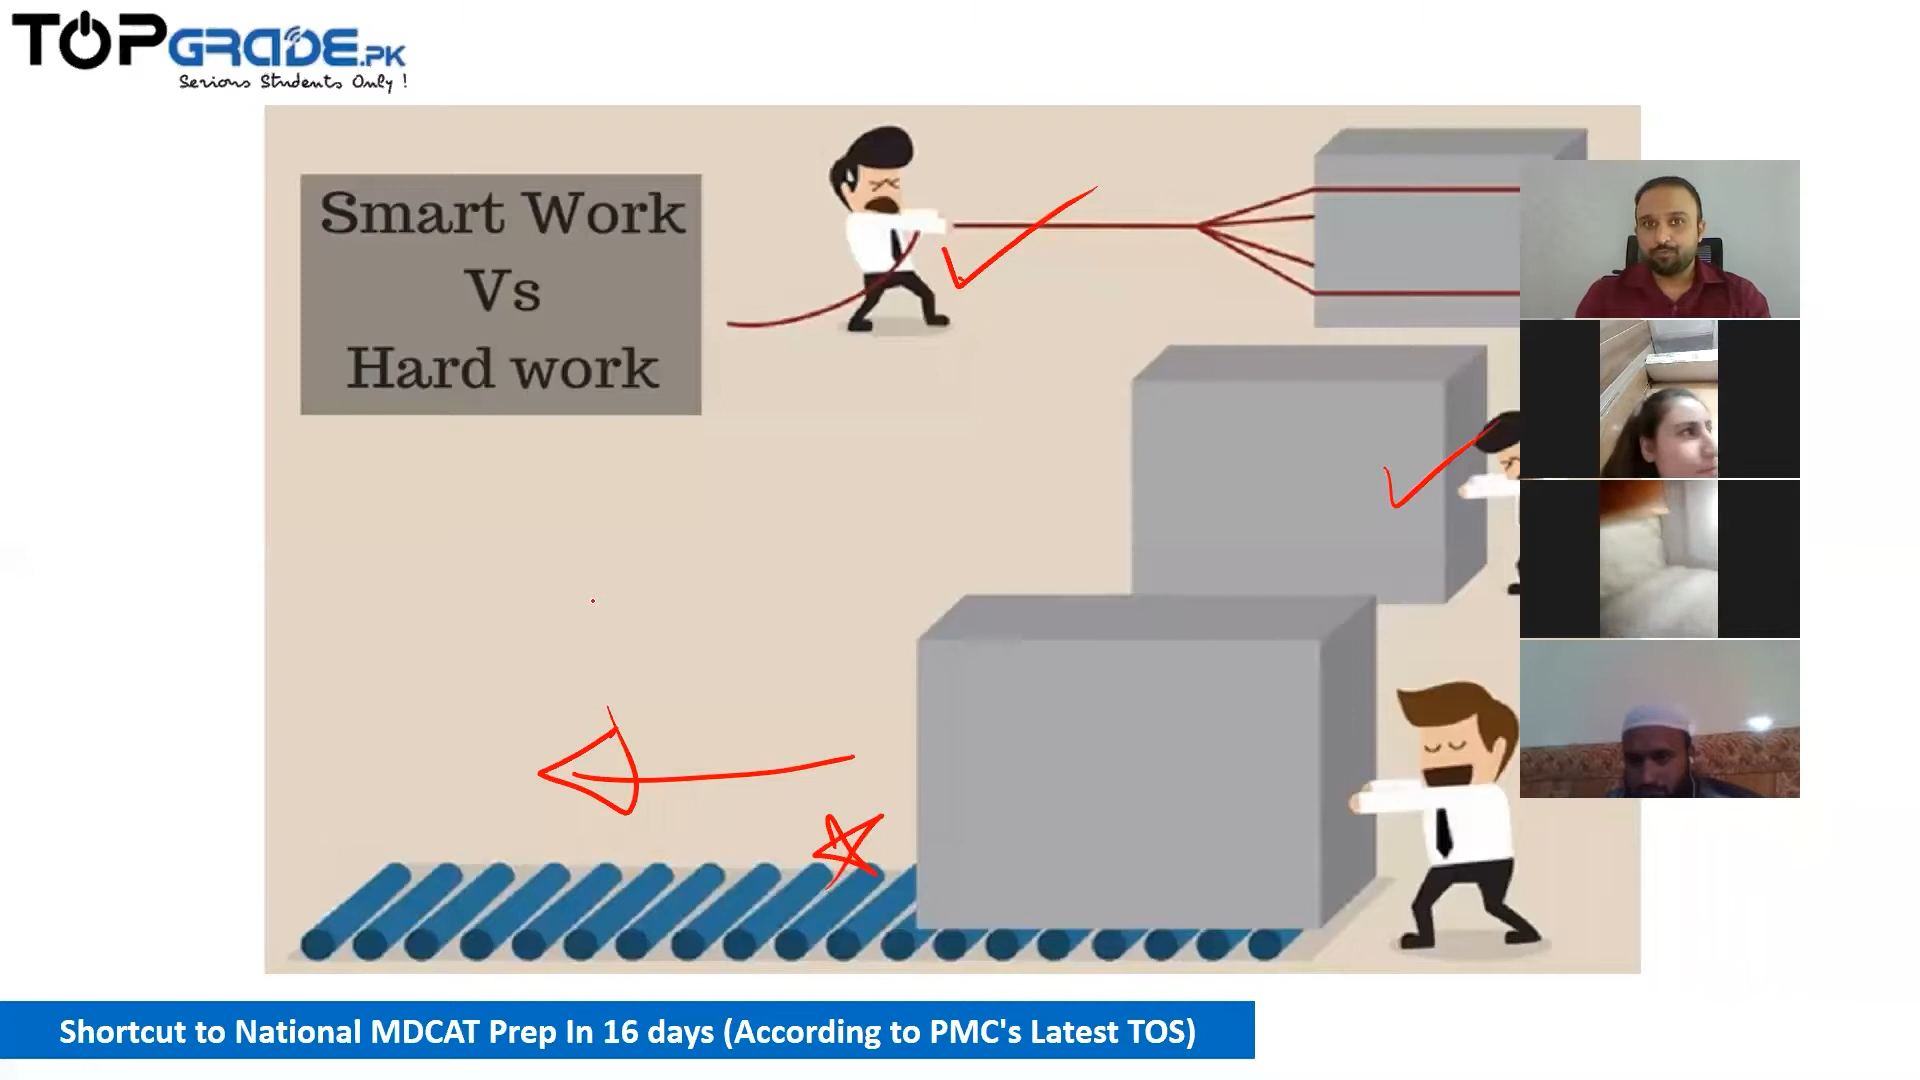 TOPGRADE.PK
Serious Students Only !
Smart Work
Vs
Hard work
Shortcut to National MDCAT Prep In 16 days (According to PMC's Latest TOS)